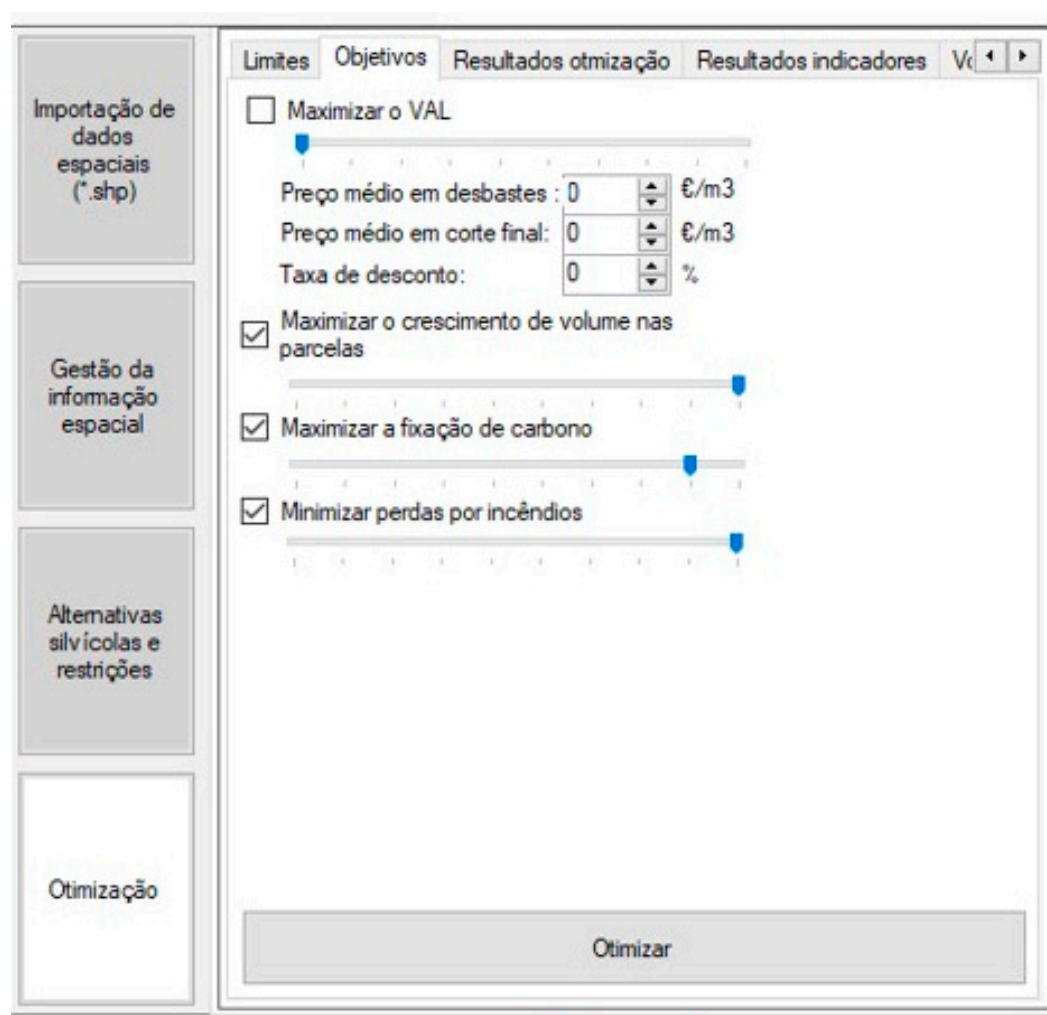 Importação de
dados
espaciais
(*.shp)
Gestão da
informação
espacial
Alternativas
silvícolas e
restrições
Otimização
Limites Objetivos Resultados otmização Resultados indicadores
Maximizar o VAL
Preço médio em desbastes : 0 €/m3
Preço médio em corte final: 0 €/m3
Taxa de desconto: 0 %
Maximizar o crescimento de volume nas
parcelas
Maximizar a fixação de carbono
Minimizar perdas por incêndios
Otimizar